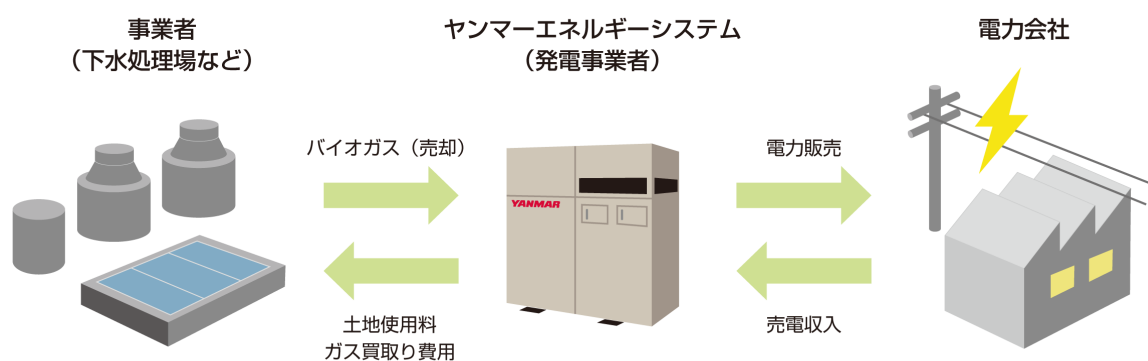 事業者
（下水処理場など）
ヤンマーエネルギーシステム
（発電事業者）
電力会社
バイオガス（売却）
電力販売
YANMAR
土地使用料
ガス買取り費用
売電収入